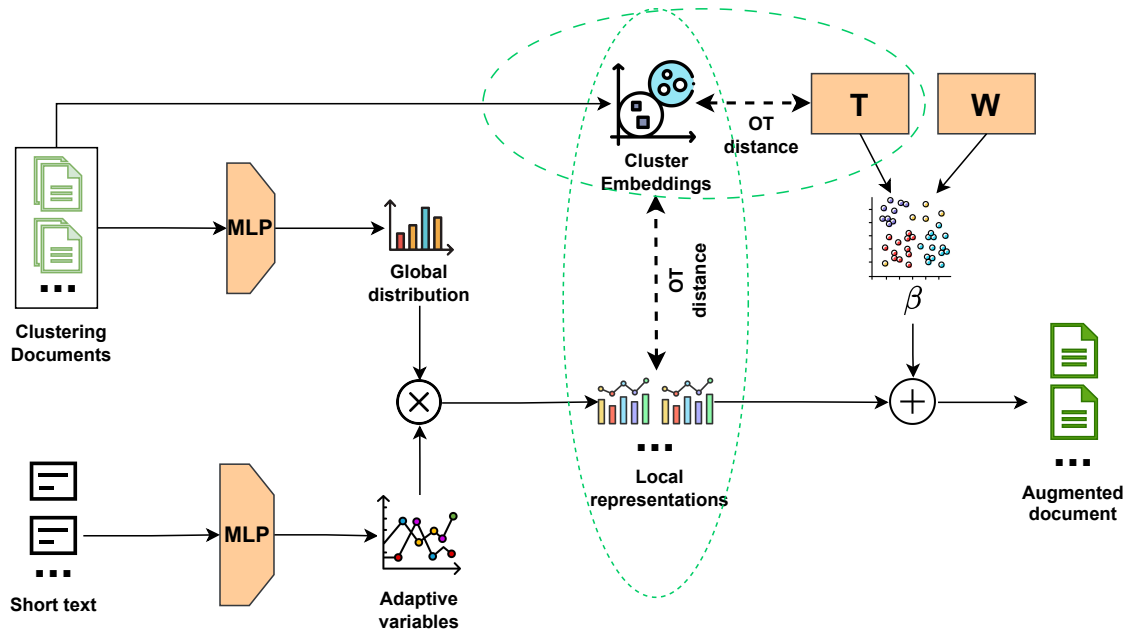 T
W
OT
distance
Cluster
Embeddings
MLP
Global
distribution
OT
distance
β
Clustering
Documents
Local
representations
MLP
Adaptive
variables
Short text
Augmented
document